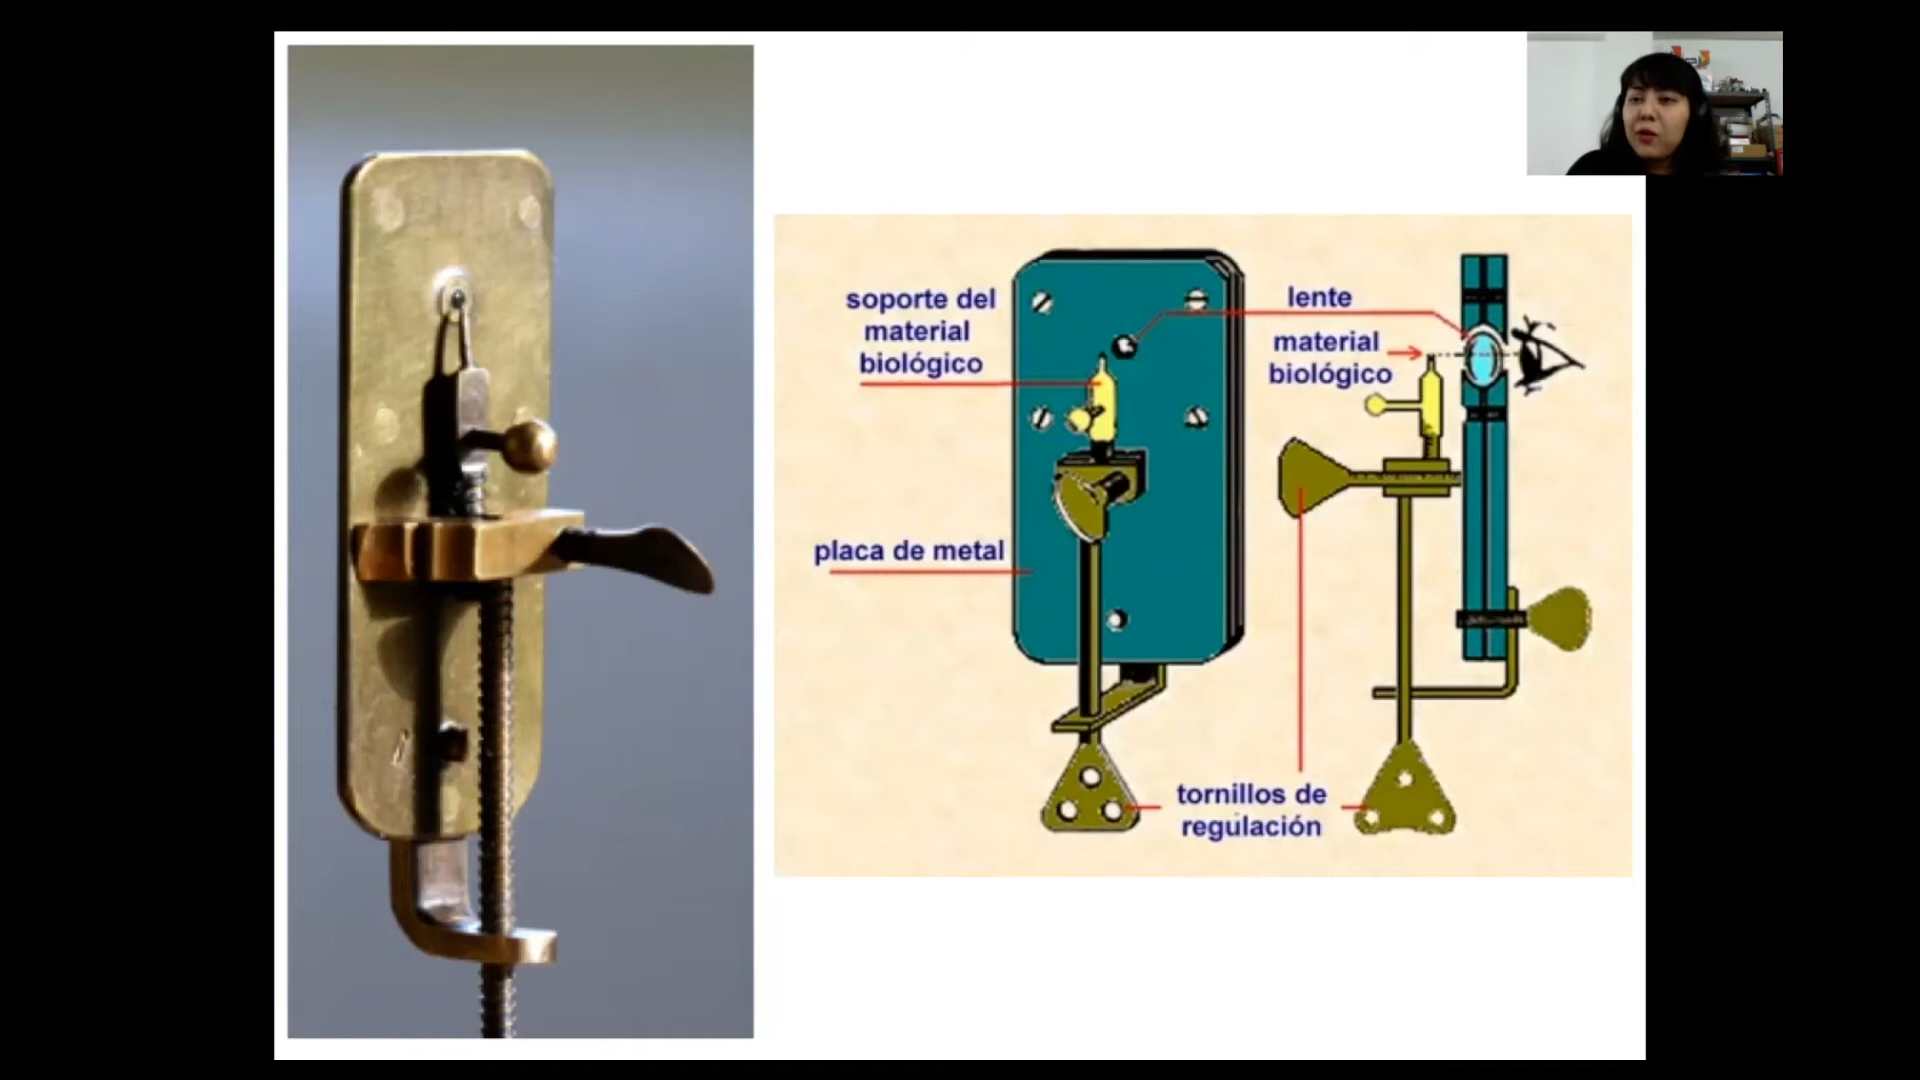 soporte del
material
biológico
lente
material
biológico
placa de metal
tornillos de
regulación